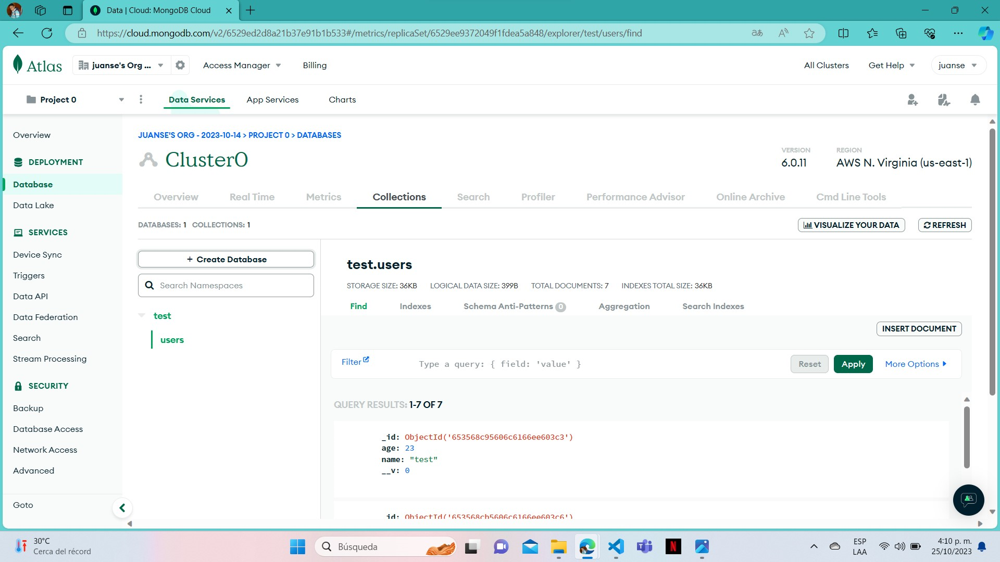 Data | Cloud: MongoDB Cloud
https://cloud.mongodb.com/v2/6529ed2d8a21b37e91b1b533#/metrics/replicaSet/6529ee9372049f1fdea5a848/explorer/test/users/find
Atlas
juanse's Org ...
Access Manager
Billing
All Clusters
Get Help
juanse
Project 0
Data Services
App Services
Charts
Overview
DEPLOYMENT
Database
Data Lake
SERVICES
Device Sync
Triggers
Data API
Data Federation
Search
Stream Processing
SECURITY
Backup
Database Access
Network Access
Advanced
Goto
JUANSE'S ORG - 2023-10-14 > PROJECT 0 > DATABASES
Cluster0
VERSION
6.0.11
REGION
AWS N. Virginia (us-east-1)
Overview
Real Time
Metrics
Collections
Search
Profiler
Performance Advisor
Online Archive
Cmd Line Tools
DATABASES: 1 COLLECTIONS: 1
VISUALIZE YOUR DATA
REFRESH
+ Create Database
Search Namespaces
test
users
test.users
STORAGE SIZE: 36KB
LOGICAL DATA SIZE: 399B
TOTAL DOCUMENTS: 7
INDEXES TOTAL SIZE: 36KB
Find
Indexes
Schema Anti-Patterns 0
Aggregation
Search Indexes
INSERT DOCUMENT
Filter
Type a query: { field: 'value' }
Reset
Apply
More Options
QUERY RESULTS: 1-7 OF 7
_id: ObjectId('653568c95606c6166ee603c3')
age: 23
name: "test"
__v: 0
_id: ObjectId('653568cb5606c6166ee603c6')
30°C
Cerca del récord
Búsqueda
ESP
LAA
4:10 p. m.
25/10/2023